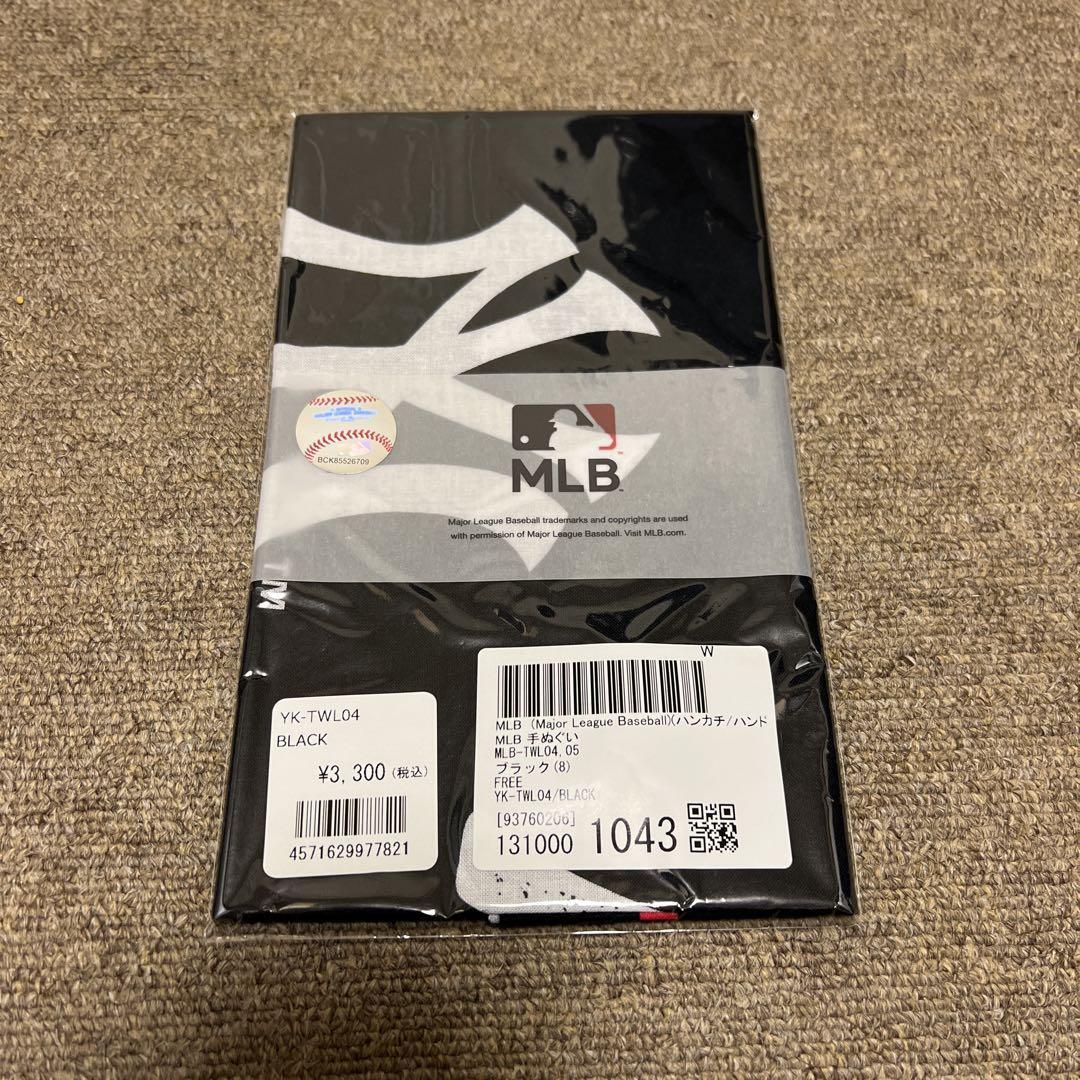 BCK85526709
MLB
Major League Baseball trademarks and copyrights are used
with permission of Major League Baseball. Visit MLB.com.
YK-TWL04
BLACK
¥3,300(税込)
4571629977821
W
MLB (Major League Baseball)(ハンカチ/ハンド
MLB 手ぬぐい
MLB-TWL04,05
ブラック(8)
FREE
YK-TWL04/BLACK
[93760206]
131000 1043